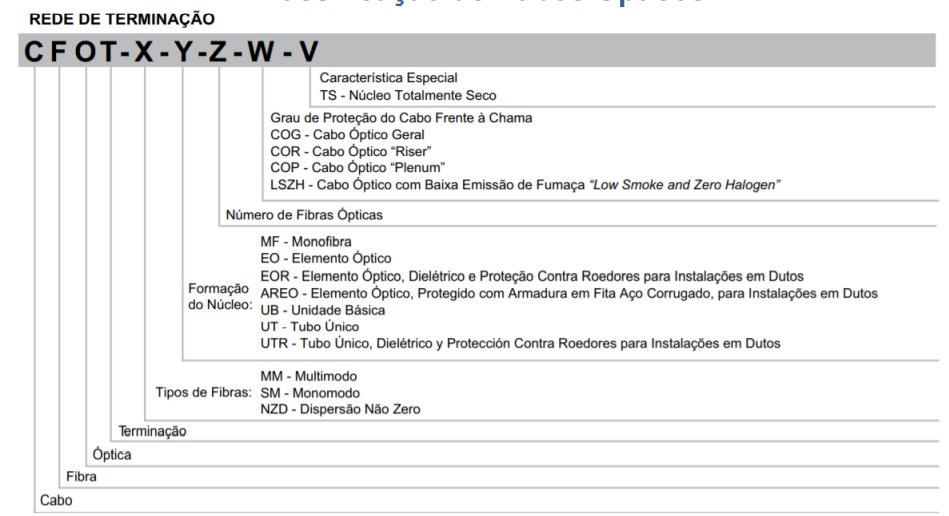 REDE DE TERMINAÇÃO
C F O T - X - Y - Z - W - V
Característica Especial
TS - Núcleo Totalmente Seco
Grau de Proteção do Cabo Frente à Chama
COG - Cabo Óptico Geral
COR - Cabo Óptico “Riser”
COP - Cabo Óptico “Plenum”
LSZH - Cabo Óptico com Baixa Emissão de Fumaça “Low Smoke and Zero Halogen”
Número de Fibras Ópticas
MF - Monofibra
EO - Elemento Óptico
EOR - Elemento Óptico, Dielétrico e Proteção Contra Roedores para Instalações em Dutos
Formação do Núcleo:
AREO - Elemento Óptico, Protegido com Armadura em Fita Aço Corrugado, para Instalações em Dutos
UB - Unidade Básica
UT - Tubo Único
UTR - Tubo Único, Dielétrico y Protección Contra Roedores para Instalações em Dutos
MM - Multimodo
Tipos de Fibras: SM - Monomodo
NZD - Dispersão Não Zero
Terminação
Óptica
Fibra
Cabo